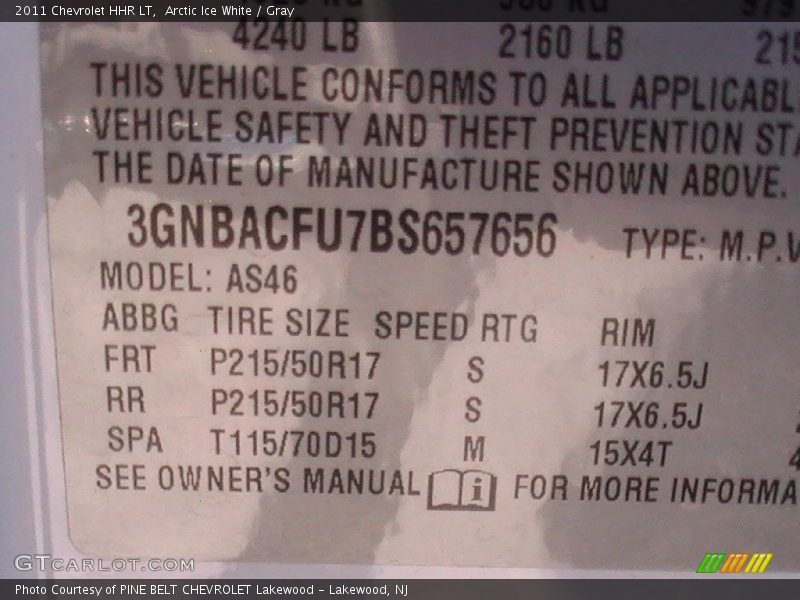 2011 Chevrolet HHR LT, Arctic Ice White / Gray
4240 LB 2160 LB 215
THIS VEHICLE CONFORMS TO ALL APPLICABL
VEHICLE SAFETY AND THEFT PREVENTION STA
THE DATE OF MANUFACTURE SHOWN ABOVE.
3GNBACFU7BS657656 TYPE: M.P.V
MODEL: AS46
ABBG TIRE SIZE SPEED RTG RIM
FRT P215/50R17 S 17X6.5J
RR P215/50R17 S 17X6.5J
SPA T115/70D15 M 15X4T
SEE OWNER'S MANUAL i FOR MORE INFORMA
GTCARLOT.COM
Photo Courtesy of PINE BELT CHEVROLET Lakewood - Lakewood, NJ